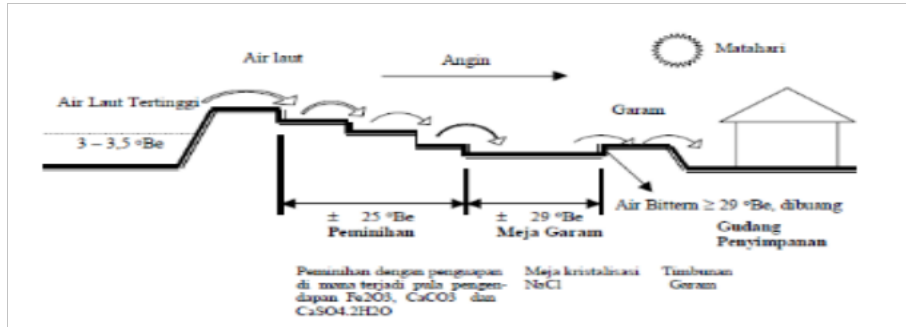 Air laut
Angin
Matahari
Air Laut Tertinggi
3 – 3,5 °Be
Garam
± 25 °Be
Peminihan
± 29 °Be
Meja Garam
Air Bittern ≥ 29 °Be, dibuang
Gudang
Penyimpanan
Peminihan dengan penguapan
di mana terjadi pula pengen-
dapan Fe2O3, CaCO3 dan
CaSO4.2H2O
Meja kristalisasi
NaCl
Timbunan
Garam